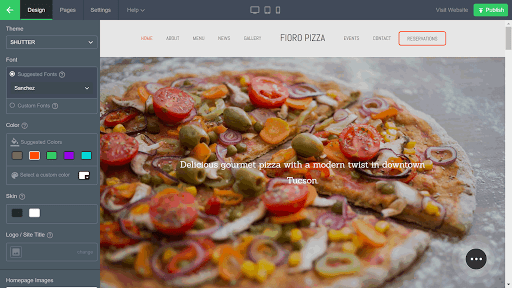 Design Pages Settings Help Visit Website Publish
Theme
SHUTTER
Font
Suggested Fonts
Sanchez
Custom Fonts
Color
Suggested Colors
Select a custom color
Skin
Logo / Site Title
change
Homepage Images
HOME ABOUT MENU NEWS GALLERY FIORO PIZZA EVENTS CONTACT RESERVATIONS
Delicious gourmet pizza with a modern twist in downtown
Tucson.